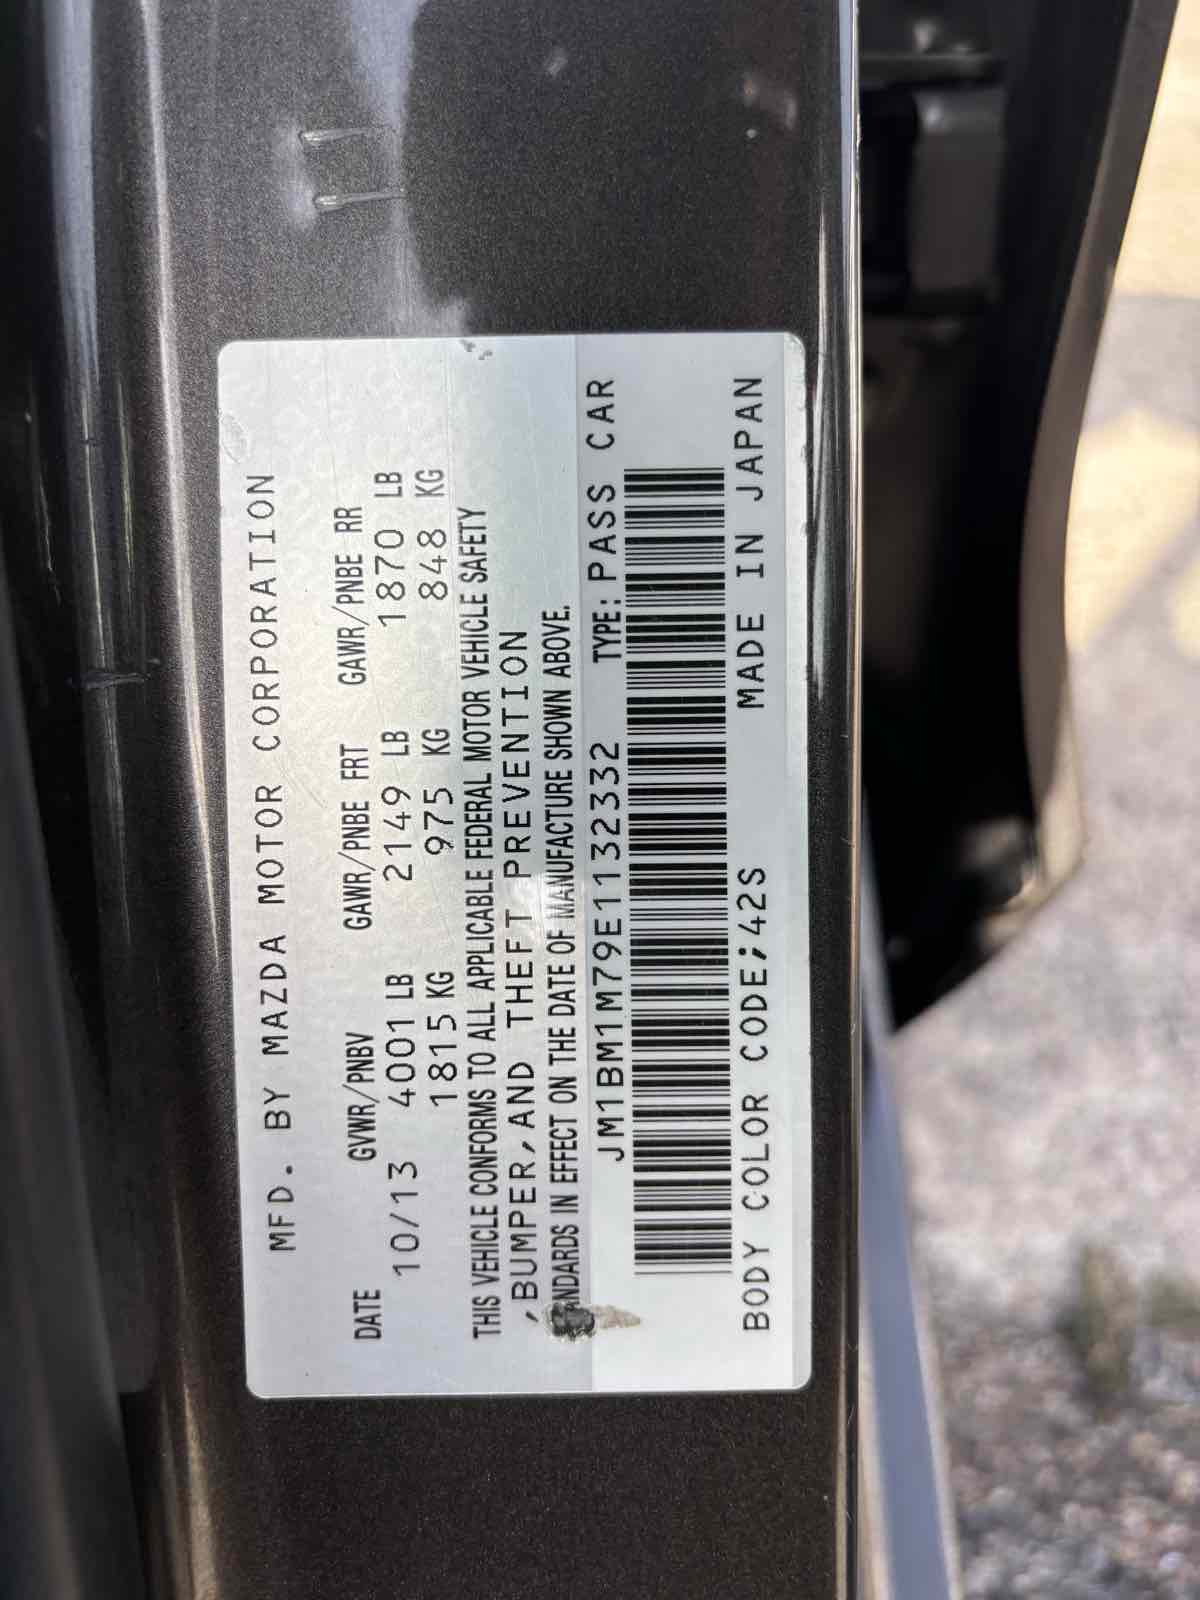 MFD. BY MAZDA MOTOR CORPORATION
DATE GVWR/PNBV GAWR/PNBE FRT GAWR/PNBE RR
10/13 4001 LB 2149 LB 1870 LB
1815 KG 975 KG 848 KG
THIS VEHICLE CONFORMS TO ALL APPLICABLE FEDERAL MOTOR VEHICLE SAFETY
,BUMPER,AND THEFT PREVENTION
IN EFFECT ON THE DATE OF MANUFACTURE SHOWN ABOVE.
JM1BM1M79E1132332 TYPE: PASS CAR
BODY COLOR CODE;42S MADE IN JAPAN